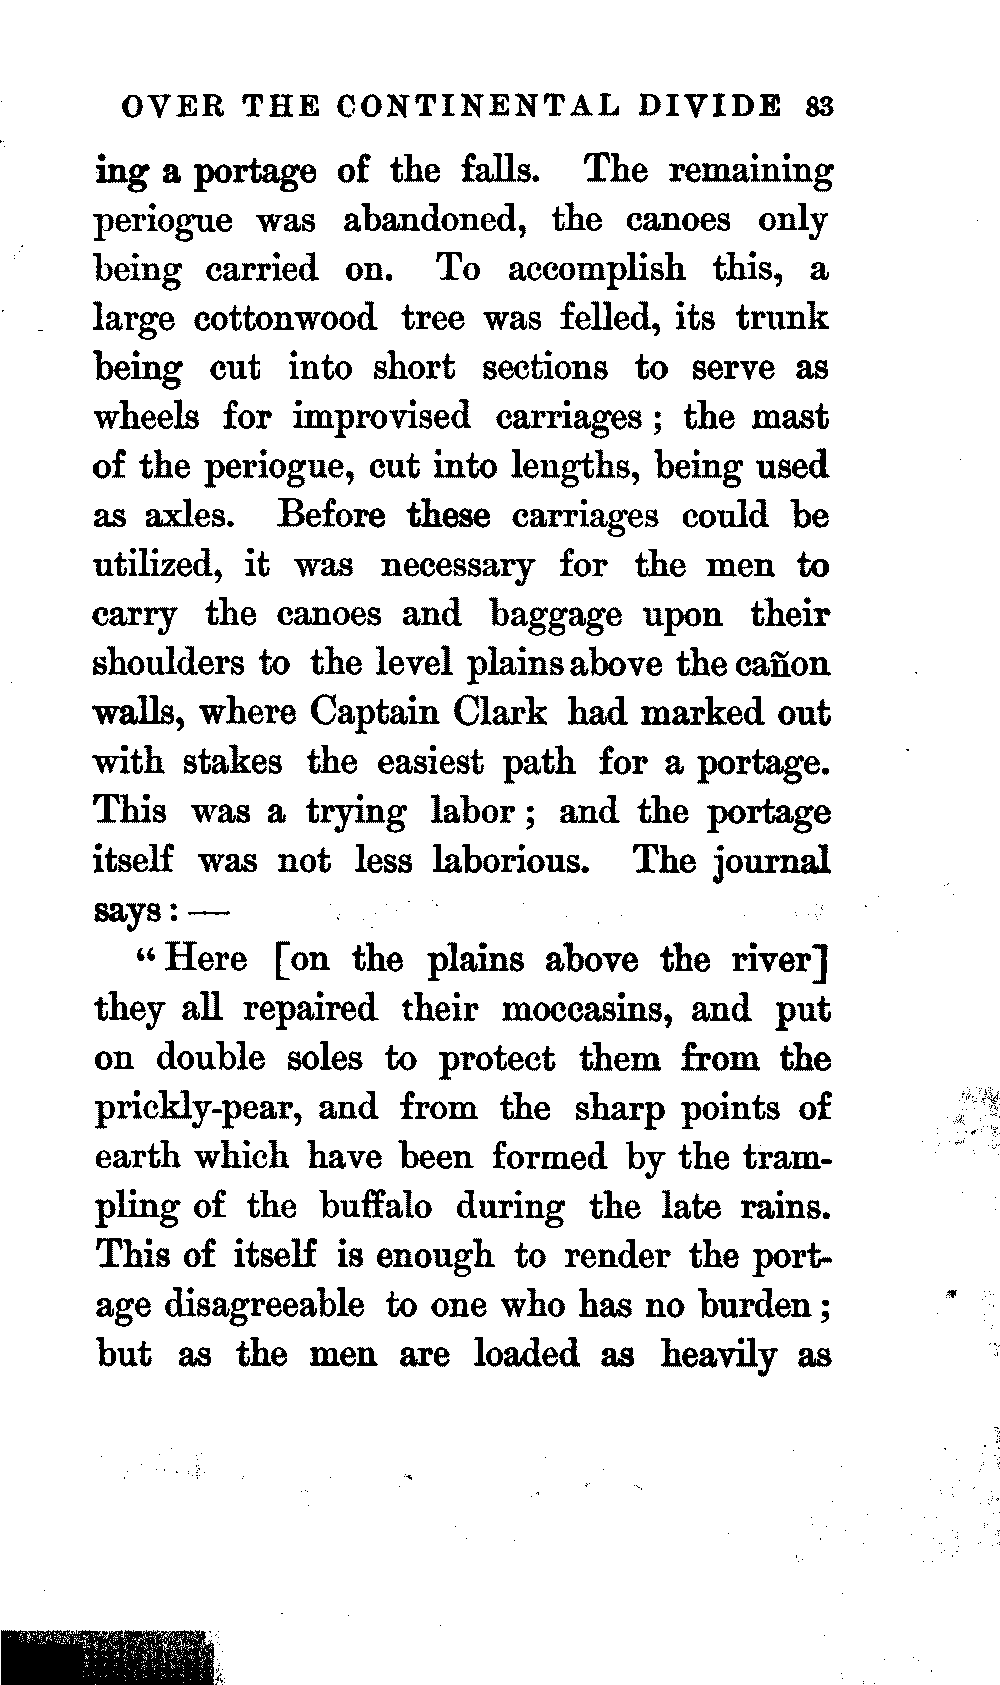 OVER THE CONTINENTAL DIVIDE 83
ing a portage of the falls. The remaining
periogue was abandoned, the canoes only
being carried on. To accomplish this, a
large cottonwood tree was felled, its trunk
being cut into short sections to serve as
wheels for improvised carriages ; the mast
of the periogue, cut into lengths, being used
as axles. Before these carriages could be
utilized, it was necessary for the men to
carry the canoes and baggage upon their
shoulders to the level plains above the cañon
walls, where Captain Clark had marked out
with stakes the easiest path for a portage.
This was a trying labor ; and the portage
itself was not less laborious. The journal
says : —
“ Here [on the plains above the river]
they all repaired their moccasins, and put
on double soles to protect them from the
prickly-pear, and from the sharp points of
earth which have been formed by the tram-
pling of the buffalo during the late rains.
This of itself is enough to render the port-
age disagreeable to one who has no burden ;
but as the men are loaded as heavily as